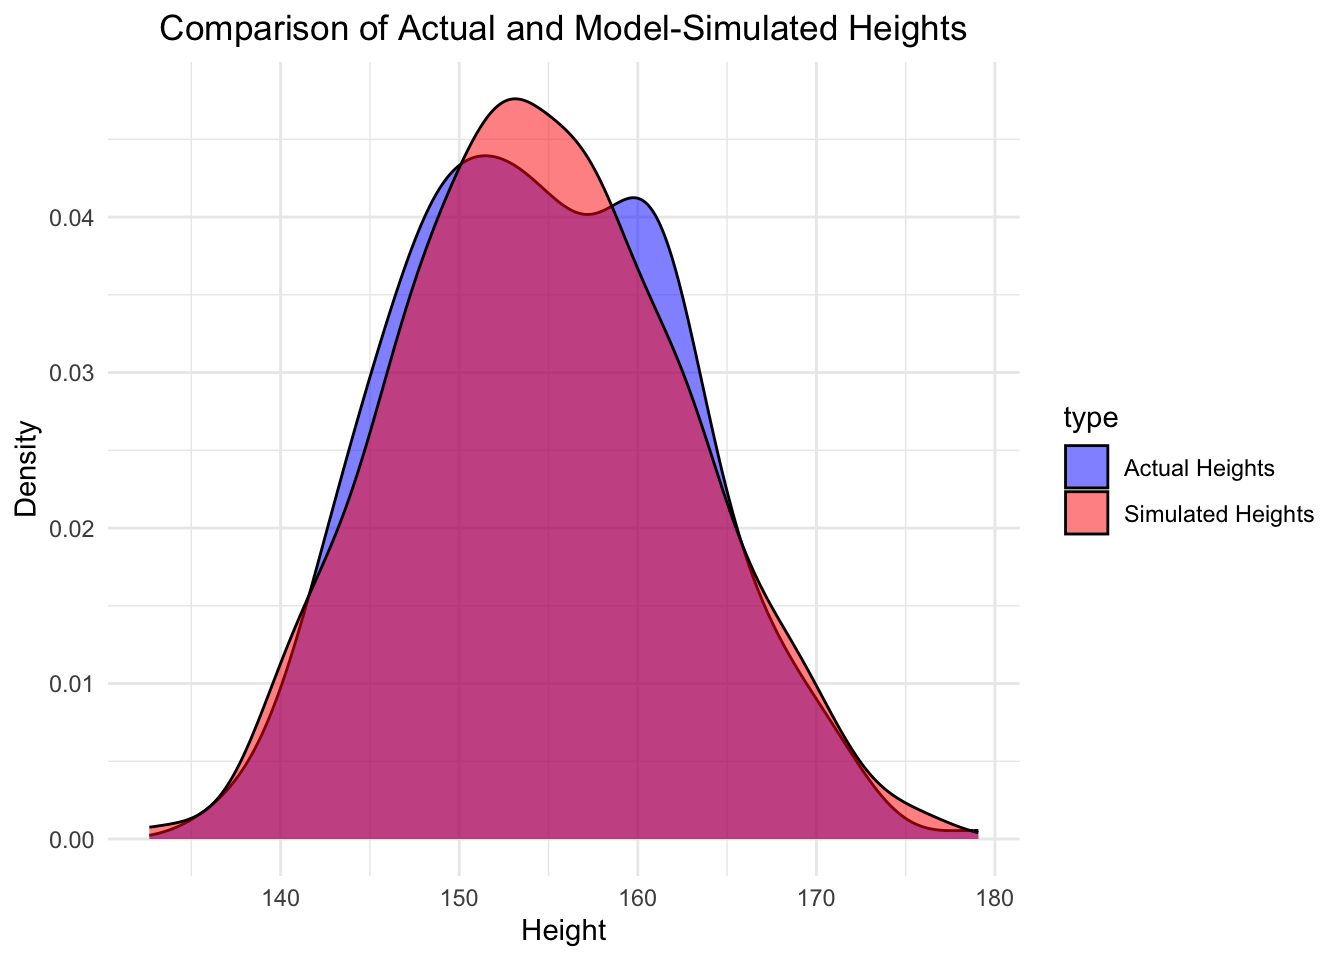 Comparison of Actual and Model-Simulated Heights
0.04
0.03
0.02
0.01
0.00
Density
140 150 160 170 180
Height
type
Actual Heights
Simulated Heights